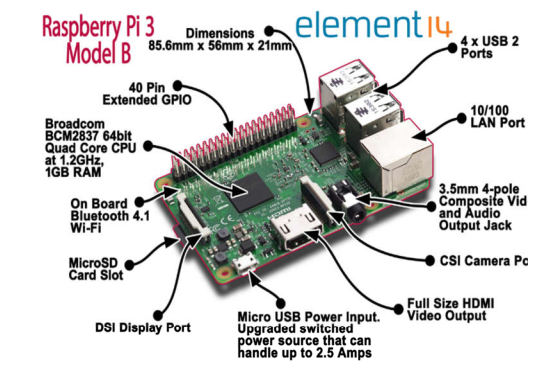 Raspberry Pi 3
Model B
Dimensions
85.6mm x 56mm x 21mm
element14
4 x USB 2
Ports
40 Pin
Extended GPIO
10/100
LAN Port
Broadcom
BCM2837 64bit
Quad Core CPU
at 1.2GHz,
1GB RAM
3.5mm 4-pole
Composite Vid
and Audio
Output Jack
On Board
Bluetooth 4.1
Wi-Fi
CSI Camera Po
MicroSD
Card Slot
Full Size HDMI
Video Output
DSI Display Port
Micro USB Power Input.
Upgraded switched
power source that can
handle up to 2.5 Amps